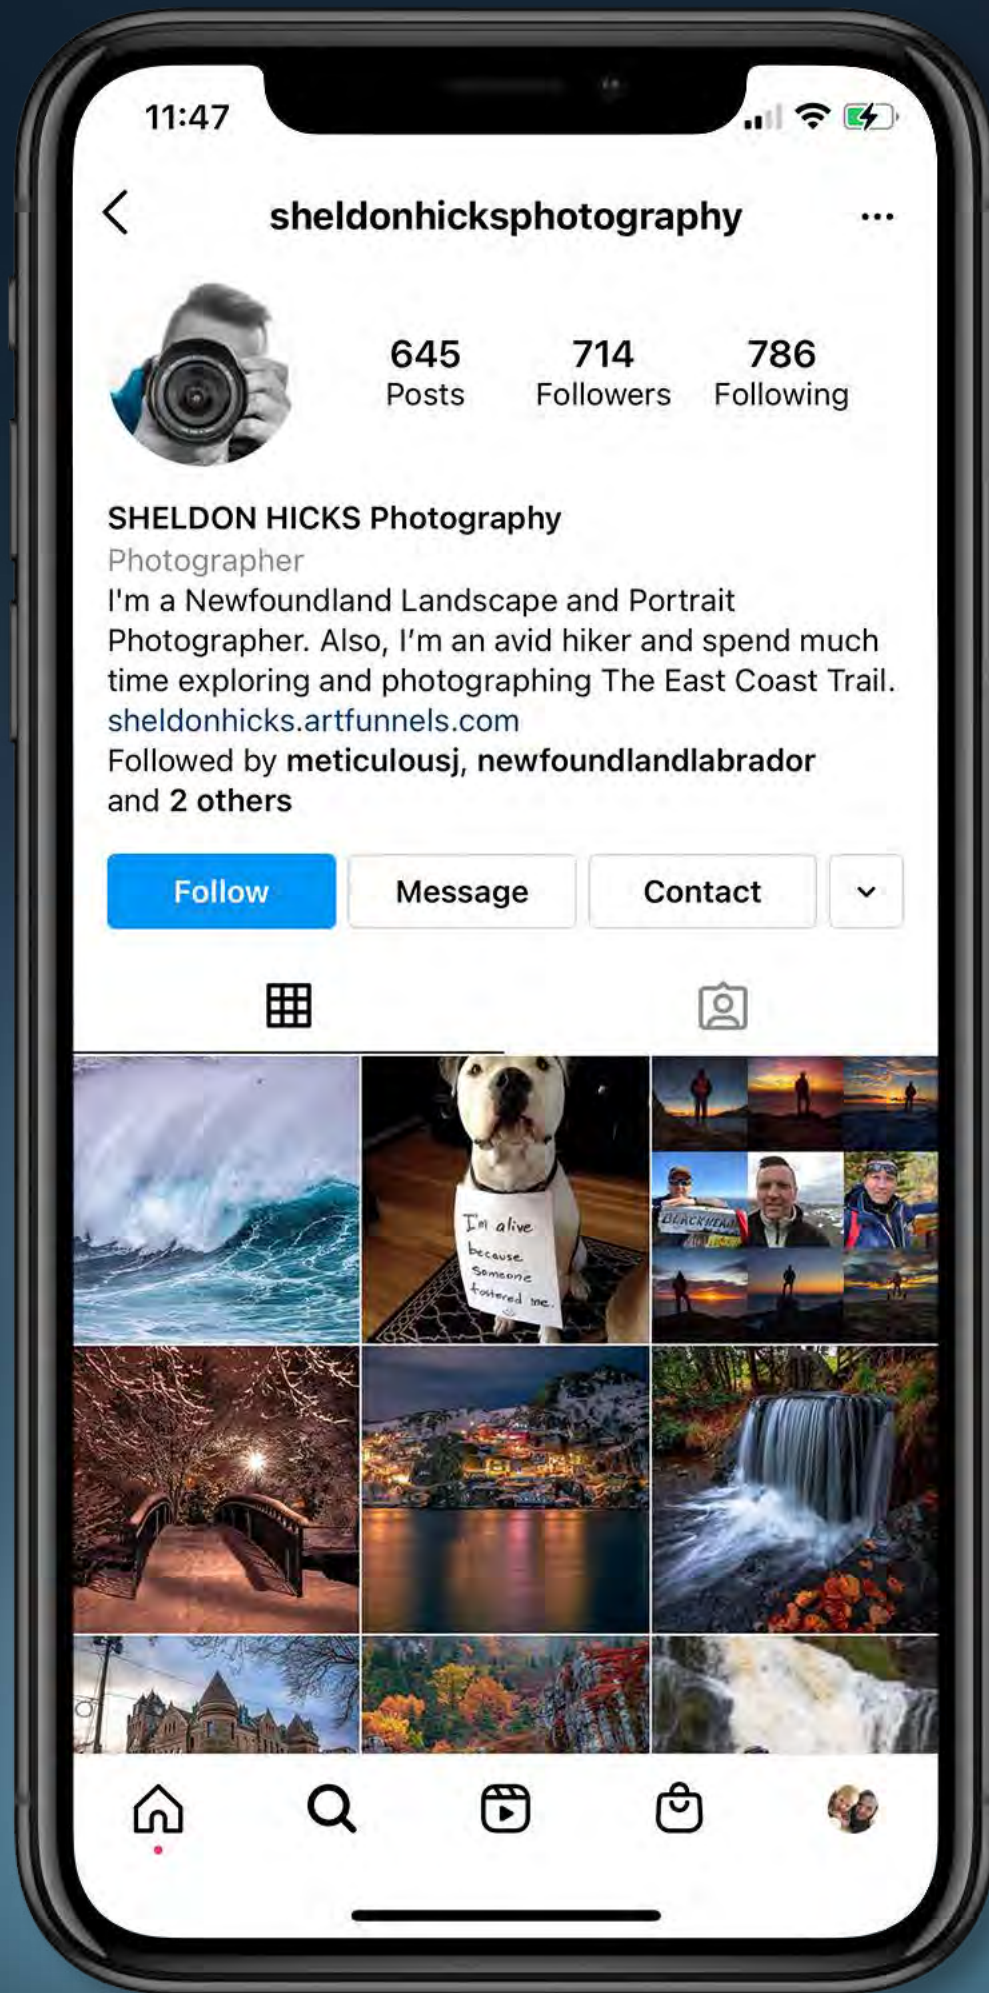 11:47
sheldonhicksphotography
645
Posts
714
Followers
786
Following
SHELDON HICKS Photography
Photographer
I'm a Newfoundland Landscape and Portrait
Photographer. Also, I'm an avid hiker and spend much
time exploring and photographing The East Coast Trail.
sheldonhicks.artfunnels.com
Followed by meticulousj, newfoundlandlabrador
and 2 others
Follow
Message
Contact
I'm alive
because
someone
fostered me.
BLACKHEAD